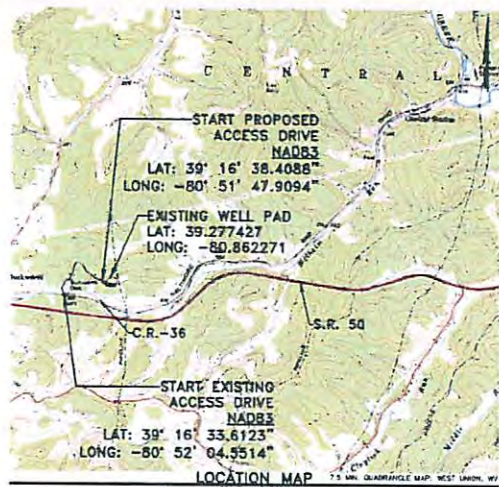 C E N T R A L
START PROPOSED
ACCESS DRIVE
NAD83
LAT: 39° 16' 38.4088"
LONG: -80° 51' 47.9094"
EXISTING WELL PAD
LAT: 39.277427
LONG: -80.862271
C.R.-36
S.R. 50
START EXISTING
ACCESS DRIVE
NAD83
LAT: 39° 16' 33.6123"
LONG: -80° 52' 04.5514"
LOCATION MAP 7.5 MIN. QUADRANGLE MAP: WEST UNION, WV